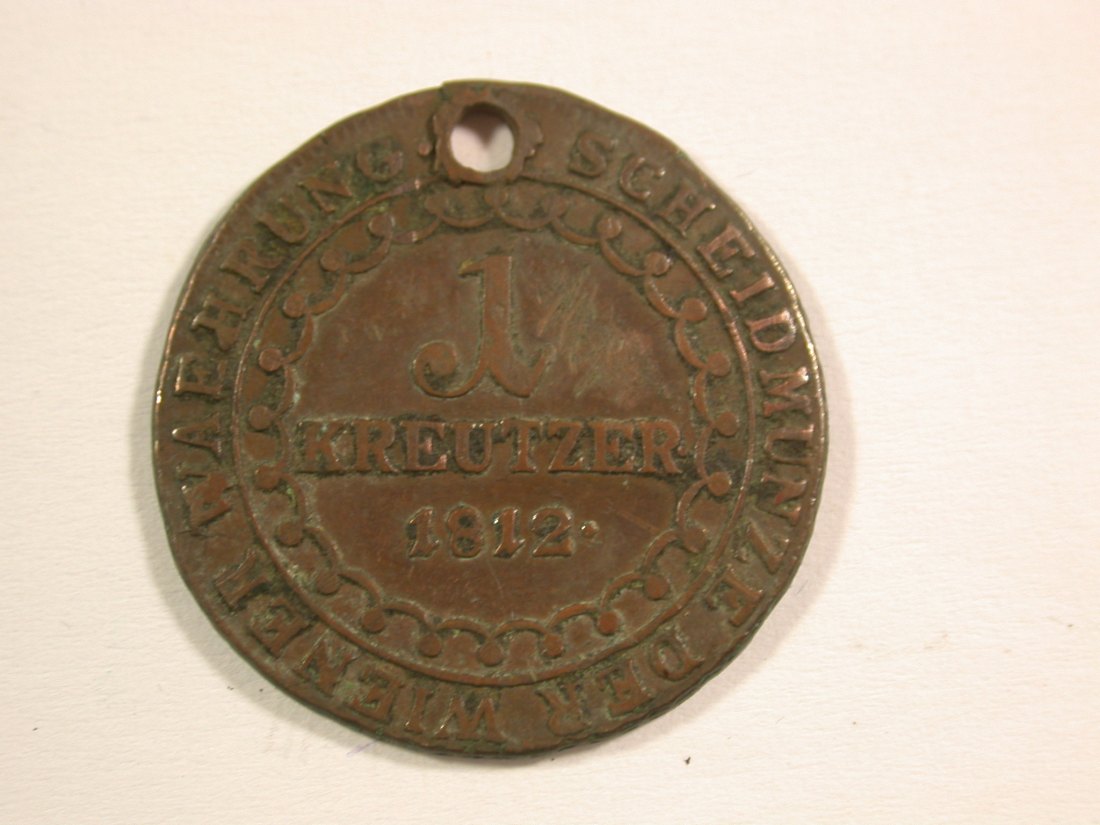 SCHEIDMUNZE DER WIENER WAEHRUNG
1
KREUTZER.
1812.